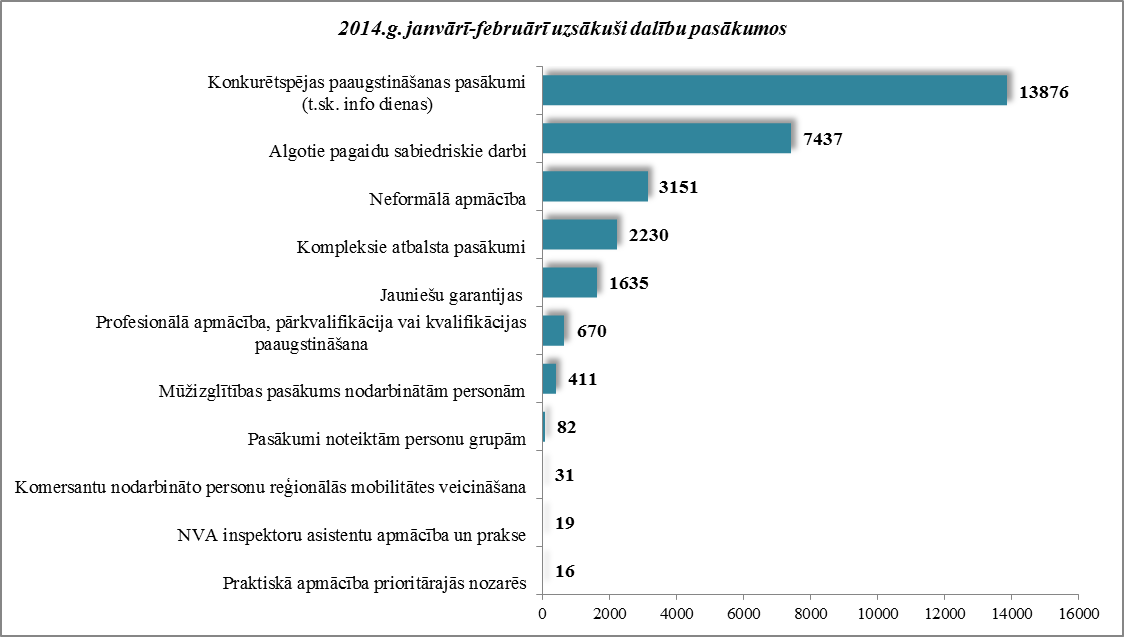 2014.g. janvārī-februārī uzsākuši dalību pasākumos
Konkurētspējas paaugstināšanas pasākumi
(t.sk. info dienas)
13876
Algotie pagaidu sabiedriskie darbi
7437
Neformālā apmācība
3151
Kompleksie atbalsta pasākumi
2230
Jauniešu garantijas
1635
Profesionālā apmācība, pārkvalifikācija vai kvalifikācijas
paaugstināšana
670
Mūžizglītības pasākums nodarbinātām personām
411
Pasākumi noteiktām personu grupām
82
Komersantu nodarbināto personu reģionālās mobilitātes veicināšana
31
NVA inspektoru asistentu apmācība un prakse
19
Praktiskā apmācība prioritārajās nozarēs
16
0 2000 4000 6000 8000 10000 12000 14000 16000